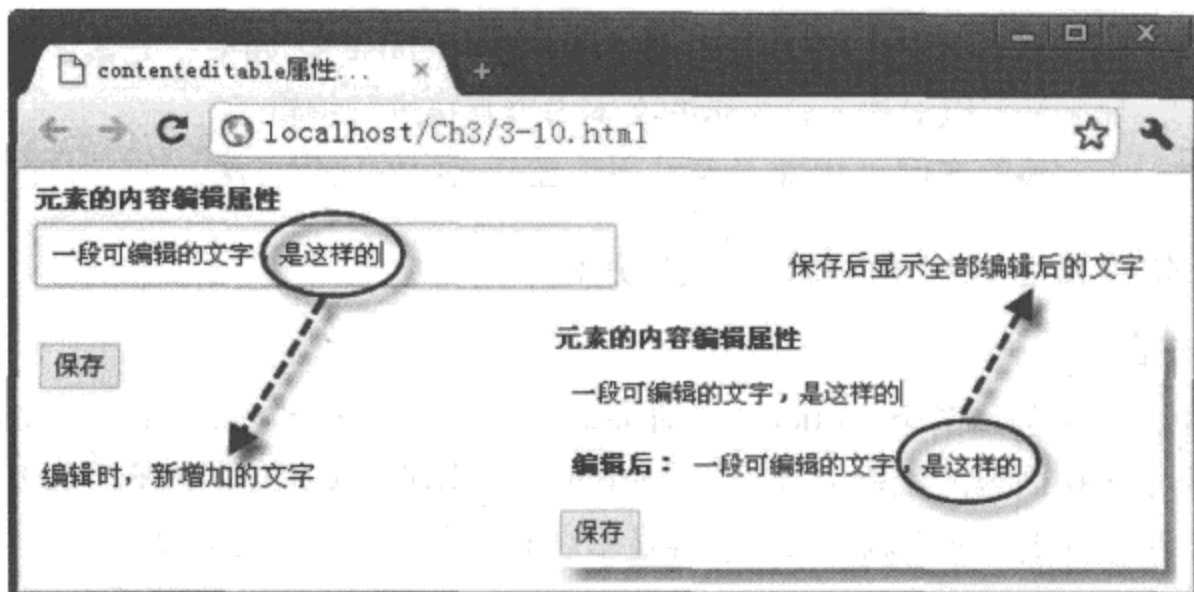 contenteditable属性...
localhost/Ch3/3-10.html
元素的内容编辑属性
一段可编辑的文字，是这样的
保存
编辑时，新增加的文字
保存后显示全部编辑后的文字
元素的内容编辑属性
一段可编辑的文字，是这样的
编辑后： 一段可编辑的文字，是这样的
保存